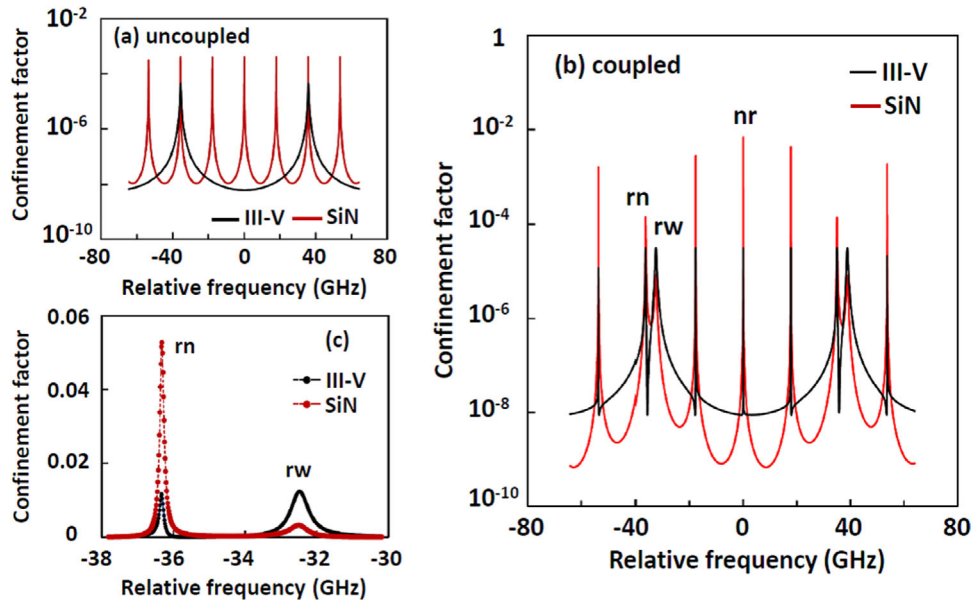 (a) uncoupled
Confinement factor
10-2
10-6
10-10
III-V
SiN
-80
-40
0
40
80
Relative frequency (GHz)
(b) coupled
III-V
SiN
nr
rn
rw
Confinement factor
1
10-2
10-4
10-6
10-8
10-10
-80
-40
0
40
80
Relative frequency (GHz)
(c)
rn
III-V
SiN
rw
Confinement factor
0.06
0.04
0.02
0
-38
-36
-34
-32
-30
Relative frequency (GHz)